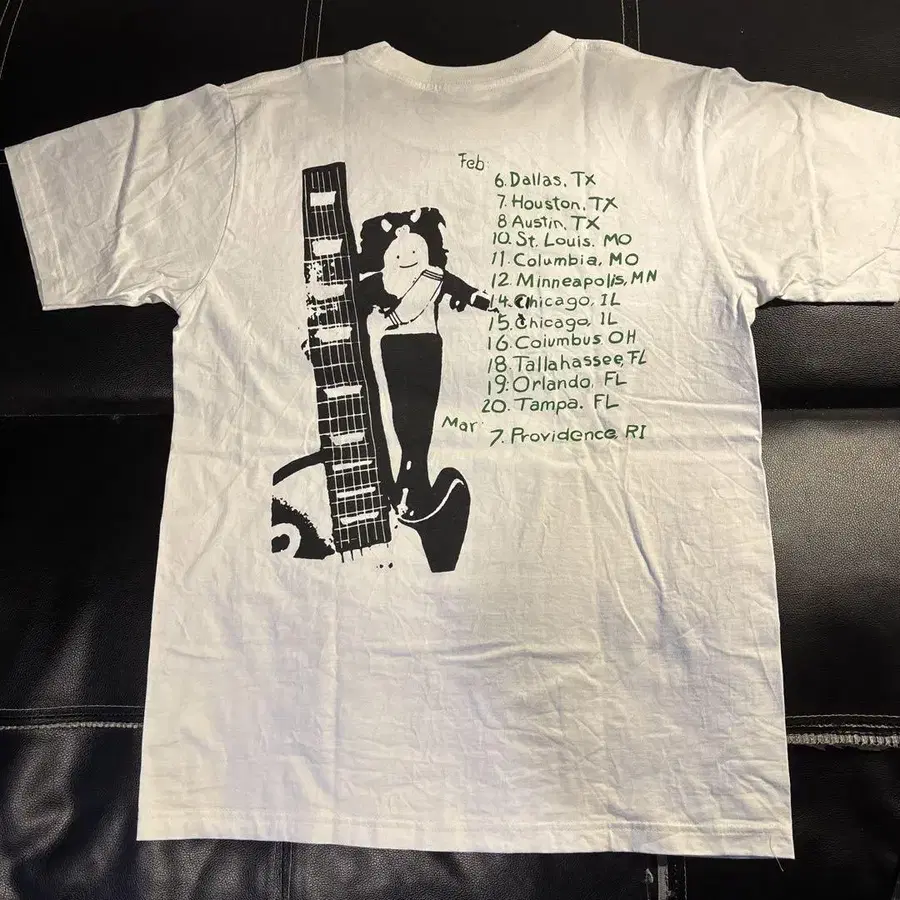 Feb:
6. Dallas, TX
7. Houston, TX
8 Austin, TX
10. St. Louis. MO
11. Columbia, MO
12. Minneapolis, MN
14. Chicago, IL
15. Chicago, IL
16. Coiumbus OH
18. Tallahassee, FL
19. Orlando, FL
20. Tampa. FL
Mar:
7. Providence, RI